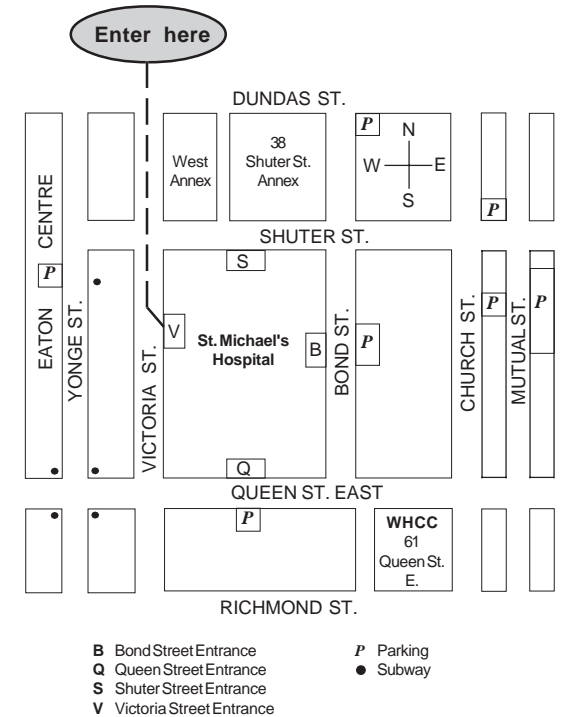 Enter here
DUNDAS ST.
P
N
West
Annex
38
Shuter St.
Annex
W
E
S
P
EATON CENTRE
SHUTER ST.
P
S
P
P
YONGE ST.
VICTORIA ST.
V
St. Michael's
Hospital
B
BOND ST.
P
CHURCH ST.
MUTUAL ST.
Q
QUEEN ST. EAST
P
WHCC
61
Queen St.
E.
RICHMOND ST.
B Bond Street Entrance
Q Queen Street Entrance
S Shuter Street Entrance
V Victoria Street Entrance
P Parking
Subway